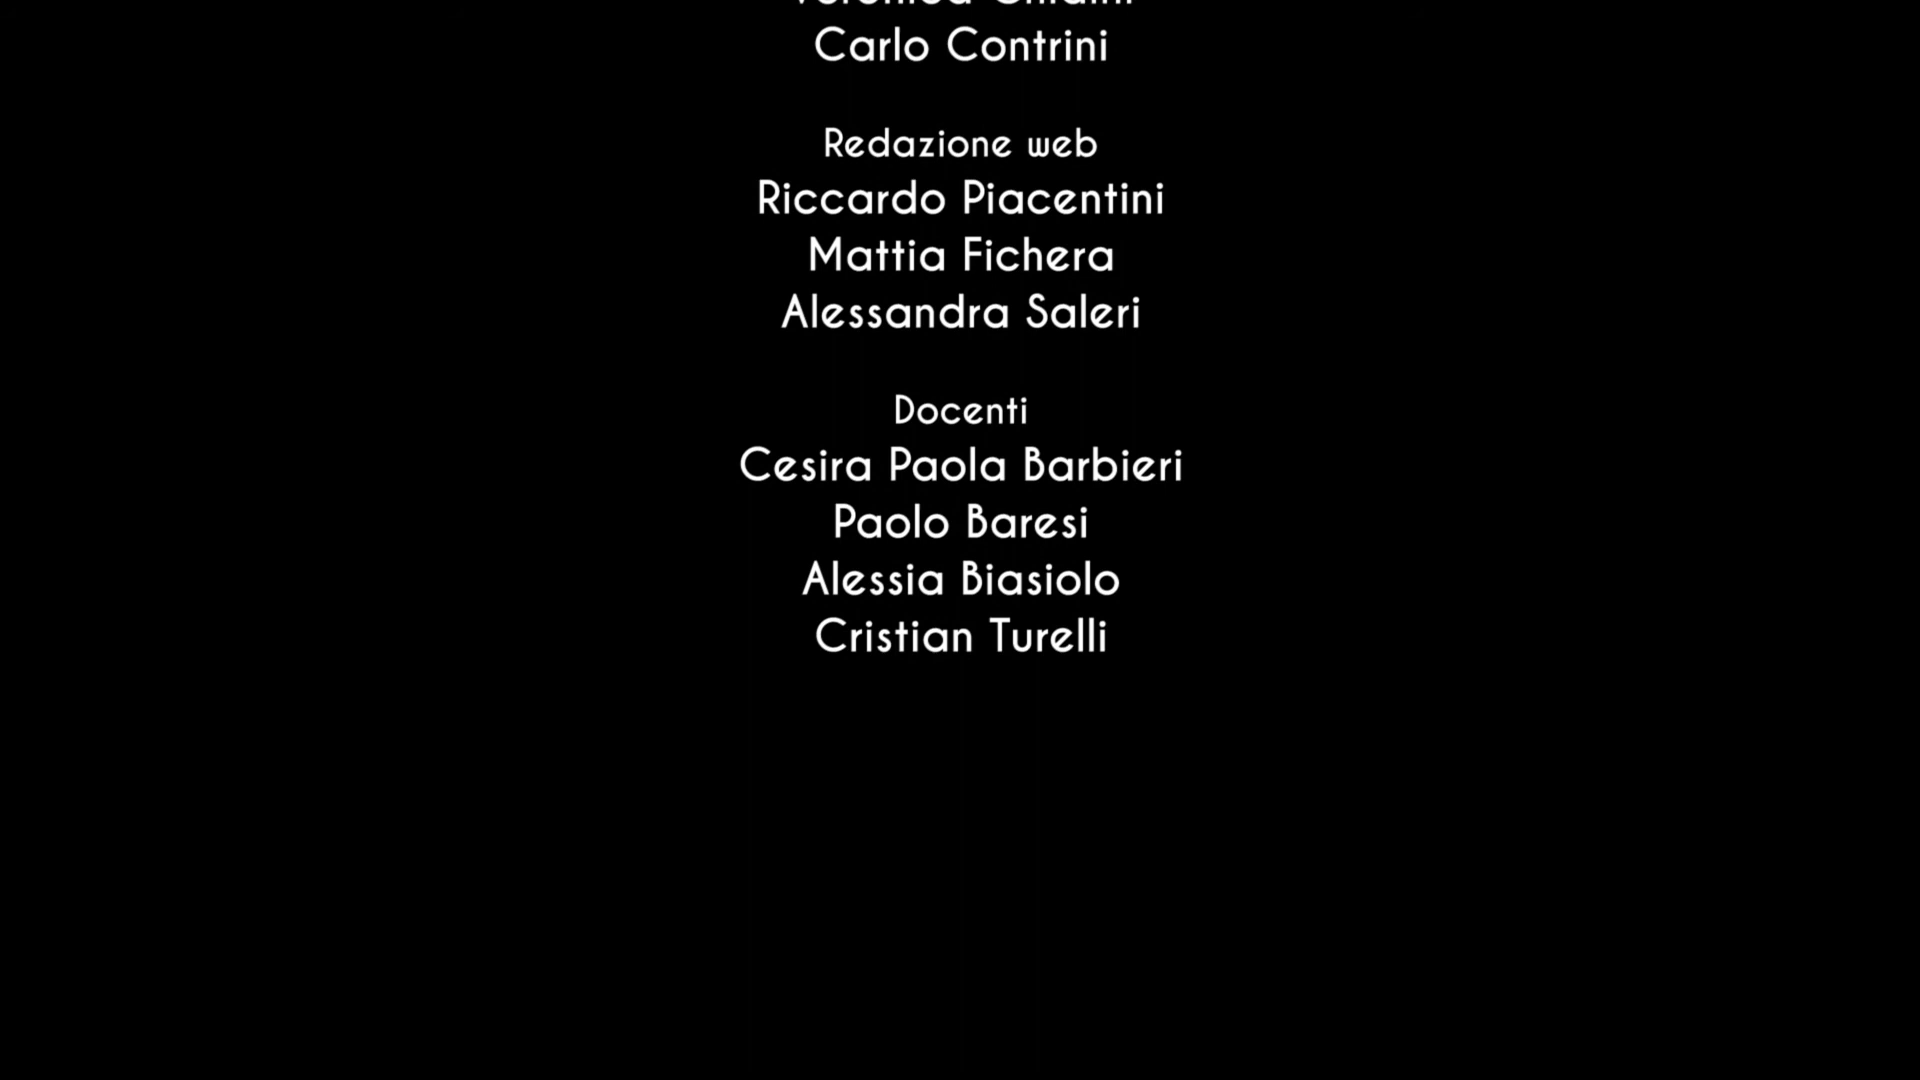 Carlo Contrini
Redazione web
Riccardo Piacentini
Mattia Fichera
Alessandra Saleri
Docenti
Cesira Paola Barbieri
Paolo Baresi
Alessia Biasiolo
Cristian Turelli